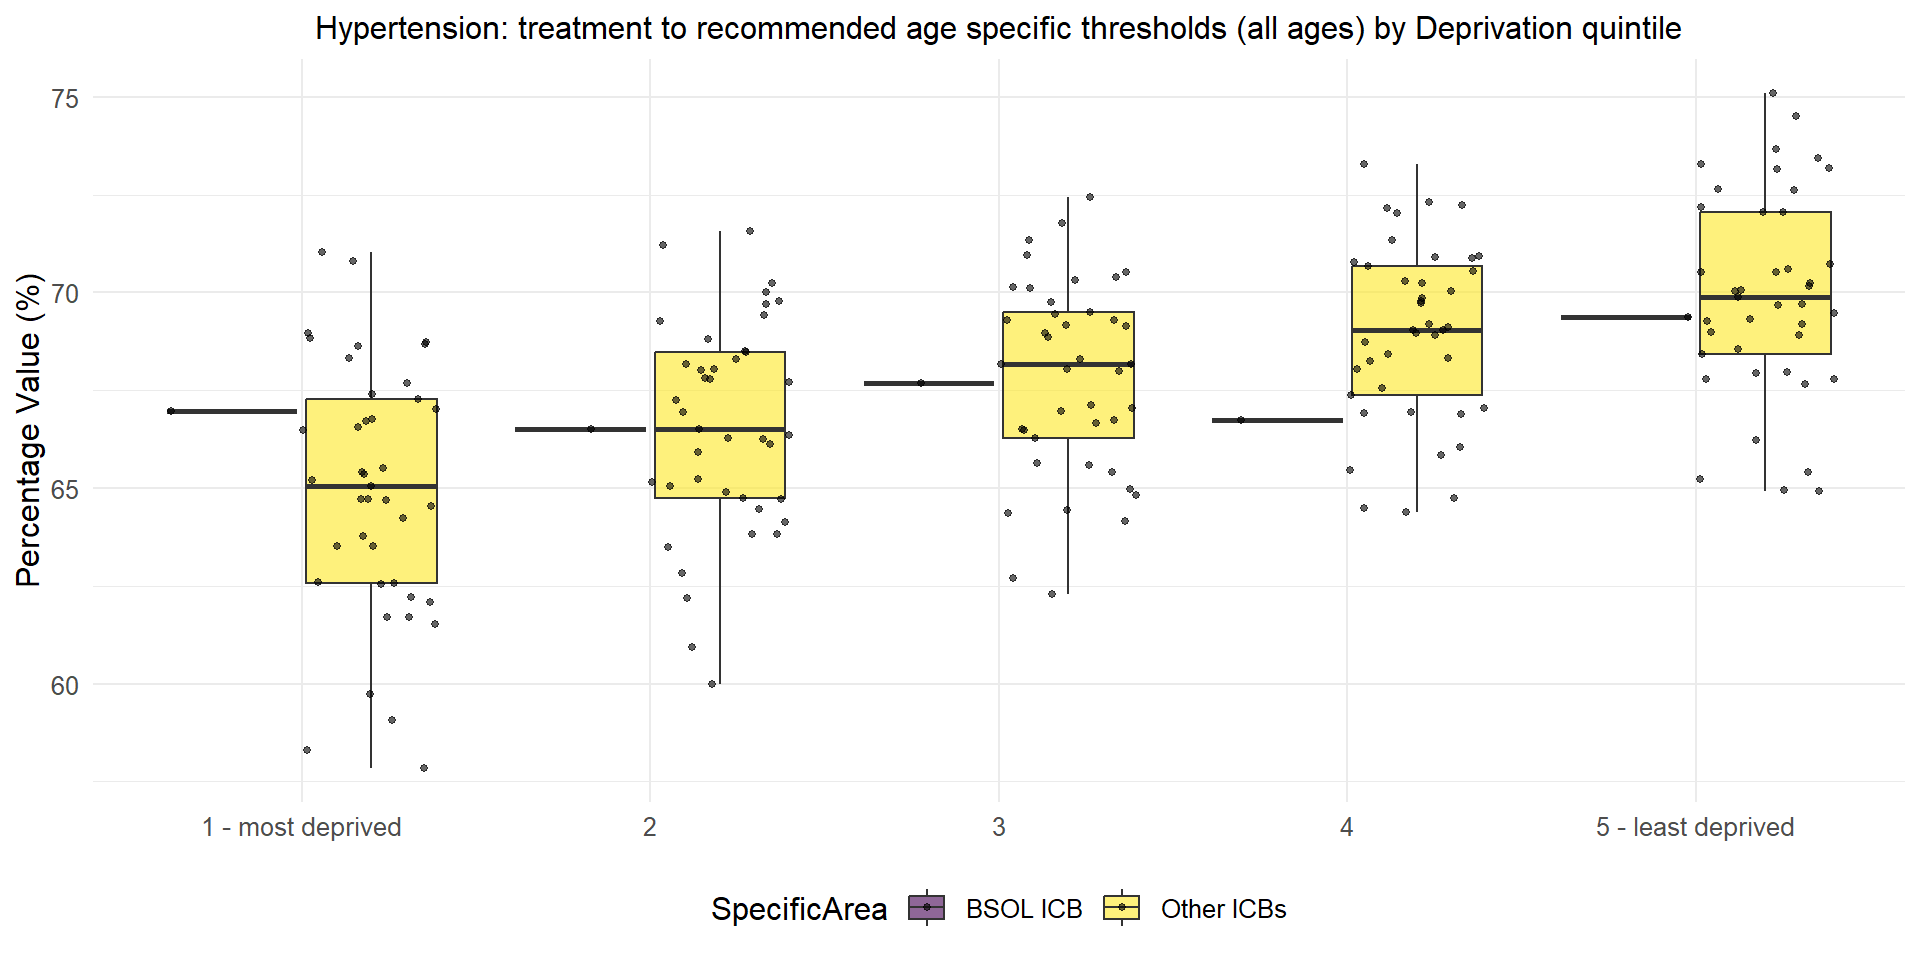 Hypertension: treatment to recommended age specific thresholds (all ages) by Deprivation quintile
Percentage Value (%)
75
70
65
60
1 - most deprived
2
3
4
5 - least deprived
SpecificArea
BSOL ICB
Other ICBs